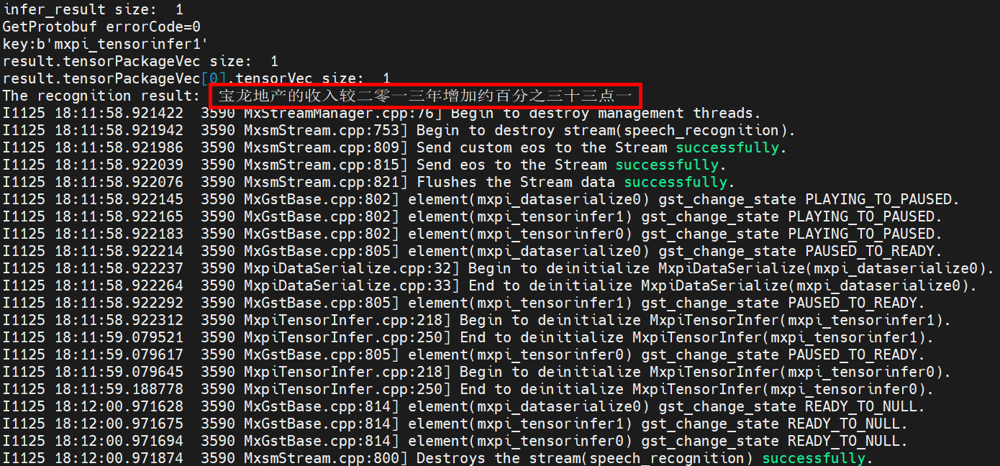 infer_result size:  1
GetProtobuf errorCode=0
key:b'mxpi_tensorinfer1'
result.tensorPackageVec size:  1
result.tensorPackageVec[0].tensorVec size:  1
The recognition result:  宝龙地产的收入较二零一三年增加约百分之三十三点一
I1125 18:11:58.921422  3590 MxStreamManager.cpp:76] Begin to destroy management threads.
I1125 18:11:58.921942  3590 MxsmStream.cpp:753] Begin to destroy stream(speech_recognition).
I1125 18:11:58.921986  3590 MxsmStream.cpp:809] Send custom eos to the Stream successfully.
I1125 18:11:58.922039  3590 MxsmStream.cpp:815] Send eos to the Stream successfully.
I1125 18:11:58.922076  3590 MxsmStream.cpp:821] Flushes the Stream data successfully.
I1125 18:11:58.922145  3590 MxGstBase.cpp:802] element(mxpi_dataserialize0) gst_change_state PLAYING_TO_PAUSED.
I1125 18:11:58.922165  3590 MxGstBase.cpp:802] element(mxpi_tensorinfer1) gst_change_state PLAYING_TO_PAUSED.
I1125 18:11:58.922183  3590 MxGstBase.cpp:802] element(mxpi_tensorinfer0) gst_change_state PLAYING_TO_PAUSED.
I1125 18:11:58.922214  3590 MxGstBase.cpp:805] element(mxpi_dataserialize0) gst_change_state PAUSED_TO_READY.
I1125 18:11:58.922237  3590 MxpiDataSerialize.cpp:32] Begin to deinitialize MxpiDataSerialize(mxpi_dataserialize0).
I1125 18:11:58.922264  3590 MxpiDataSerialize.cpp:33] End to deinitialize MxpiDataSerialize(mxpi_dataserialize0).
I1125 18:11:58.922292  3590 MxGstBase.cpp:805] element(mxpi_tensorinfer1) gst_change_state PAUSED_TO_READY.
I1125 18:11:58.922312  3590 MxpiTensorInfer.cpp:218] Begin to deinitialize MxpiTensorInfer(mxpi_tensorinfer1).
I1125 18:11:59.079521  3590 MxpiTensorInfer.cpp:250] End to deinitialize MxpiTensorInfer(mxpi_tensorinfer1).
I1125 18:11:59.079617  3590 MxGstBase.cpp:805] element(mxpi_tensorinfer0) gst_change_state PAUSED_TO_READY.
I1125 18:11:59.079645  3590 MxpiTensorInfer.cpp:218] Begin to deinitialize MxpiTensorInfer(mxpi_tensorinfer0).
I1125 18:11:59.188778  3590 MxpiTensorInfer.cpp:250] End to deinitialize MxpiTensorInfer(mxpi_tensorinfer0).
I1125 18:12:00.971628  3590 MxGstBase.cpp:814] element(mxpi_dataserialize0) gst_change_state READY_TO_NULL.
I1125 18:12:00.971675  3590 MxGstBase.cpp:814] element(mxpi_tensorinfer1) gst_change_state READY_TO_NULL.
I1125 18:12:00.971694  3590 MxGstBase.cpp:814] element(mxpi_tensorinfer0) gst_change_state READY_TO_NULL.
I1125 18:12:00.971874  3590 MxsmStream.cpp:800] Destroys the stream(speech_recognition) successfully.